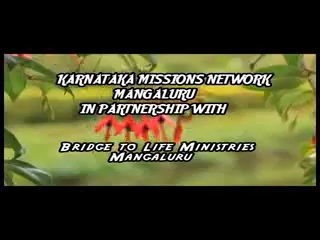 KARNATAKA MISSIONS NETWORK
MANGALURU
IN PARTNERSHIP WITH
BRIDGE TO LIFE MINISTRIES
MANGALURU